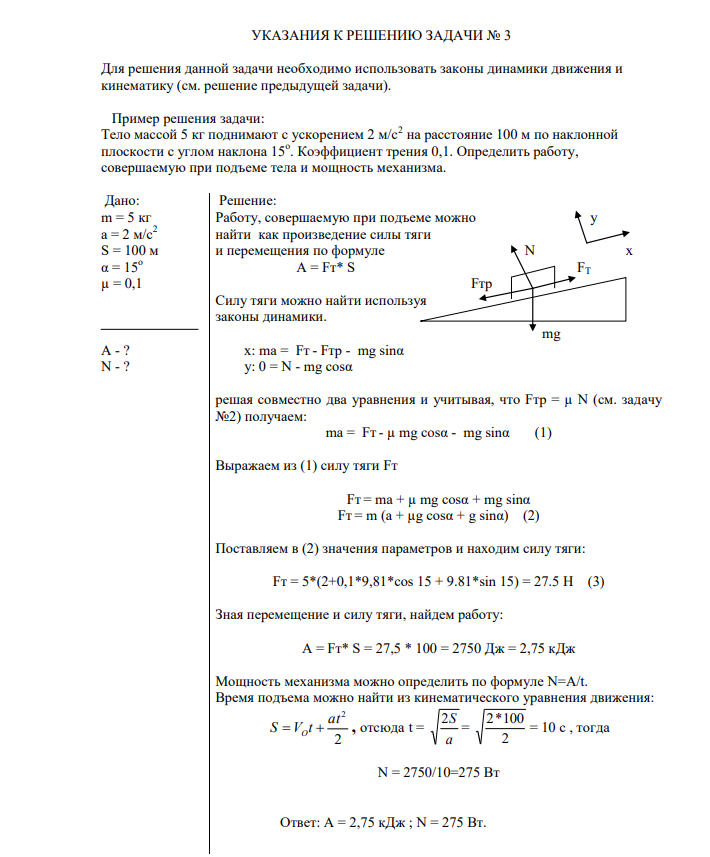 УКАЗАНИЯ К РЕШЕНИЮ ЗАДАЧИ № 3
Для решения данной задачи необходимо использовать законы динамики движения и
кинематику (см. решение предыдущей задачи).
Пример решения задачи:
Тело массой 5 кг поднимают с ускорением 2 м/с² на расстояние 100 м по наклонной
плоскости с углом наклона 15º. Коэффициент трения 0,1. Определить работу,
совершаемую при подъеме тела и мощность механизма.
Дано:
m = 5 кг
a = 2 м/с²
S = 100 м
α = 15º
µ = 0,1
A - ?
N - ?
Решение:
Работу, совершаемую при подъеме можно
найти как произведение силы тяги
и перемещения по формуле
A = Fт* S
Силу тяги можно найти используя
законы динамики.
y
x
N
Fт
Fтр
mg
x: ma = Fт - Fтр - mg sinα
y: 0 = N - mg cosα
решая совместно два уравнения и учитывая, что Fтр = µ N (см. задачу
№2) получаем:
ma = Fт - µ mg cosα - mg sinα (1)
Выражаем из (1) силу тяги Fт
Fт = ma + µ mg cosα + mg sinα
Fт = m (a + µg cosα + g sinα) (2)
Поставляем в (2) значения параметров и находим силу тяги:
Fт = 5*(2+0,1*9,81*cos 15 + 9.81*sin 15) = 27.5 Н (3)
Зная перемещение и силу тяги, найдем работу:
A = Fт* S = 27,5 * 100 = 2750 Дж = 2,75 кДж
Мощность механизма можно определить по формуле N=A/t.
Время подъема можно найти из кинематического уравнения движения:
S = V₀t + at²/2 , отсюда t = √(2S/a) = √(2*100/2) = 10 с , тогда
N = 2750/10=275 Вт
Ответ: A = 2,75 кДж ; N = 275 Вт.